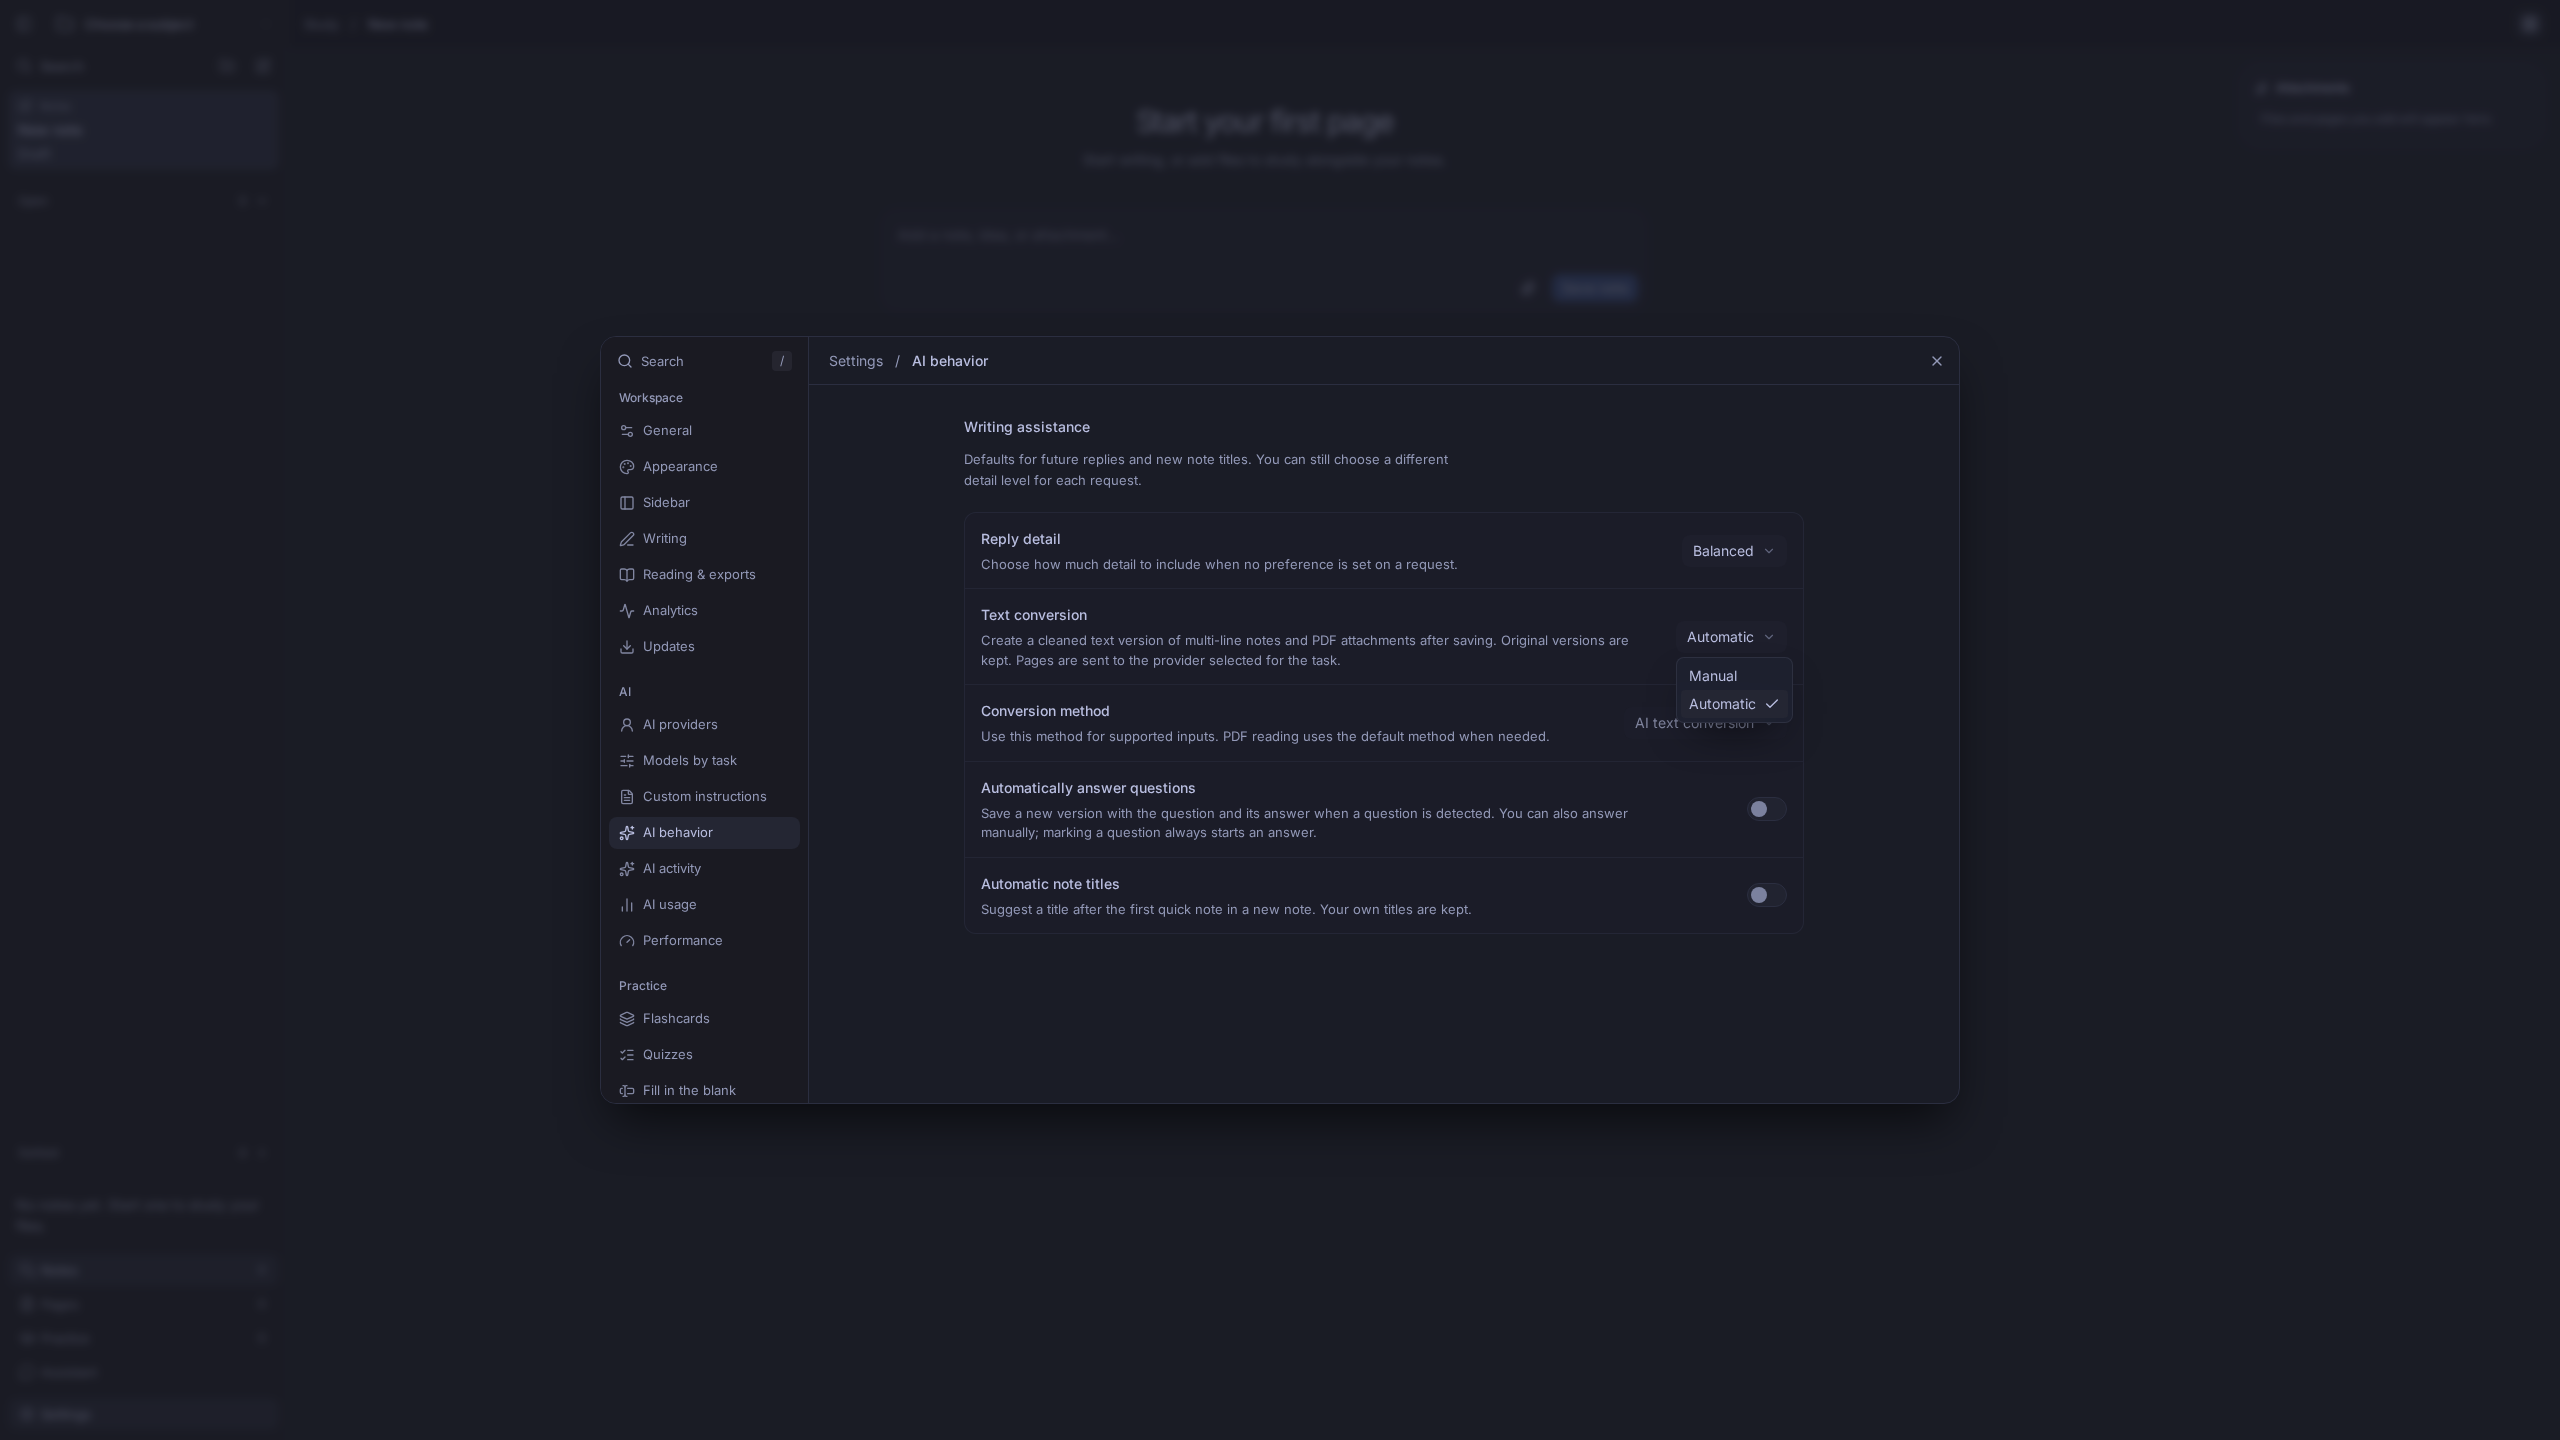 Start your first page
Search
/
Settings / AI behavior
Workspace
General
Appearance
Sidebar
Writing
Reading & exports
Analytics
Updates
AI
AI providers
Models by task
Custom instructions
AI behavior
AI activity
AI usage
Performance
Practice
Flashcards
Quizzes
Fill in the blank
Writing assistance
Defaults for future replies and new note titles. You can still choose a different
detail level for each request.
Reply detail
Choose how much detail to include when no preference is set on a request.
Balanced
Text conversion
Create a cleaned text version of multi-line notes and PDF attachments after saving. Original versions are
kept. Pages are sent to the provider selected for the task.
Automatic
Manual
Automatic
Conversion method
Use this method for supported inputs. PDF reading uses the default method when needed.
AI text conversion
Automatically answer questions
Save a new version with the question and its answer when a question is detected. You can also answer
manually; marking a question always starts an answer.
Automatic note titles
Suggest a title after the first quick note in a new note. Your own titles are kept.
Search
Settings